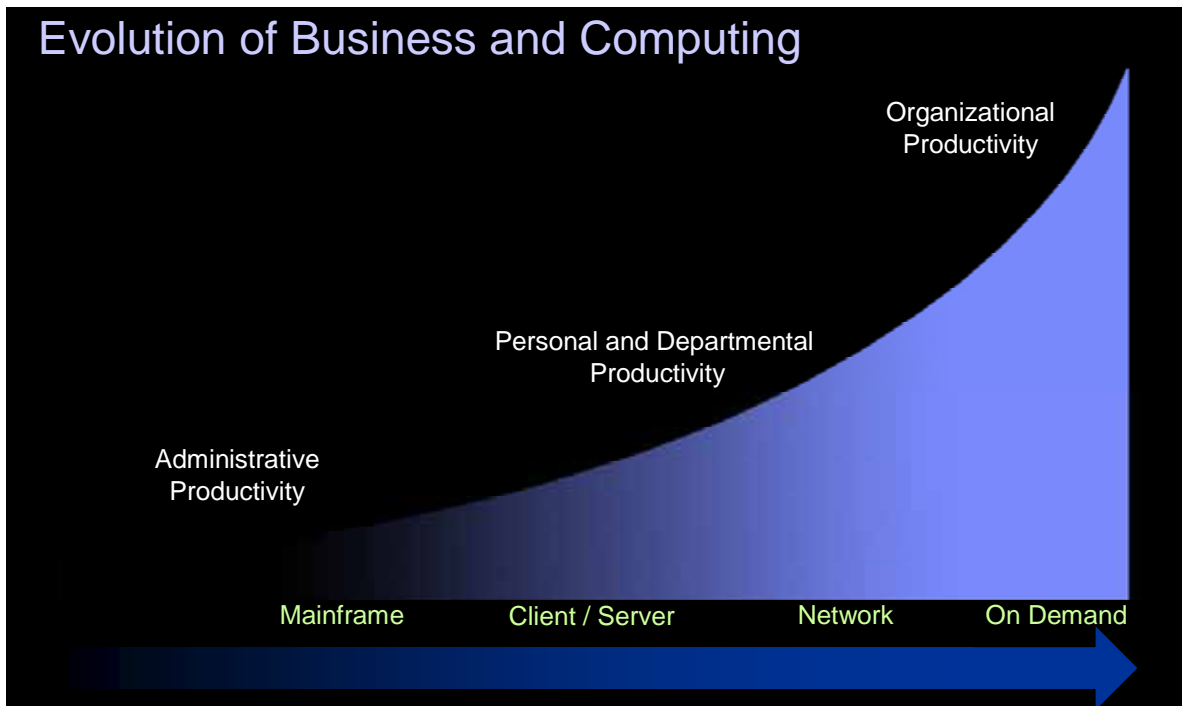 Evolution of Business and Computing
Organizational
Productivity
Personal and Departmental
Productivity
Administrative
Productivity
Mainframe
Client / Server
Network
On Demand